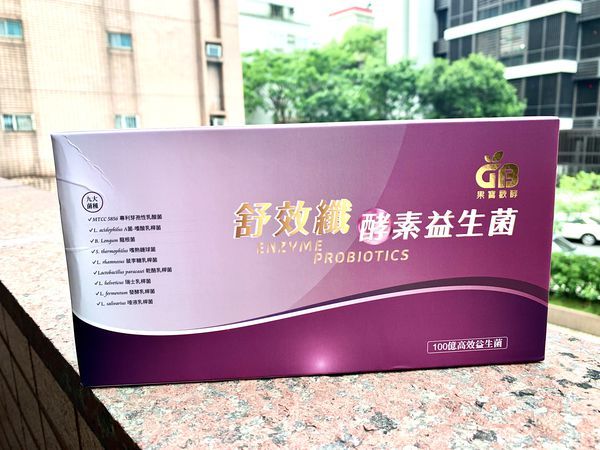 GB
果寶歐舒
九大
菌種
✓MTCC 5856 專利芽孢性乳酸菌
✓L. acidophilus A菌-嗜酸乳桿菌
✓B. Longum 龍根菌
✓S. thermophilus 嗜熱鏈球菌
✓L. rhamnosus 鼠李糖乳桿菌
✓Lactobacillus paracasei 乾酪乳桿菌
✓L. helveticus 瑞士乳桿菌
✓L. fermentum 發酵乳桿菌
✓L. salivarius 唾液乳桿菌
舒效纖 酵素益生菌
ENZYME
PROBIOTICS
100億高效益生菌